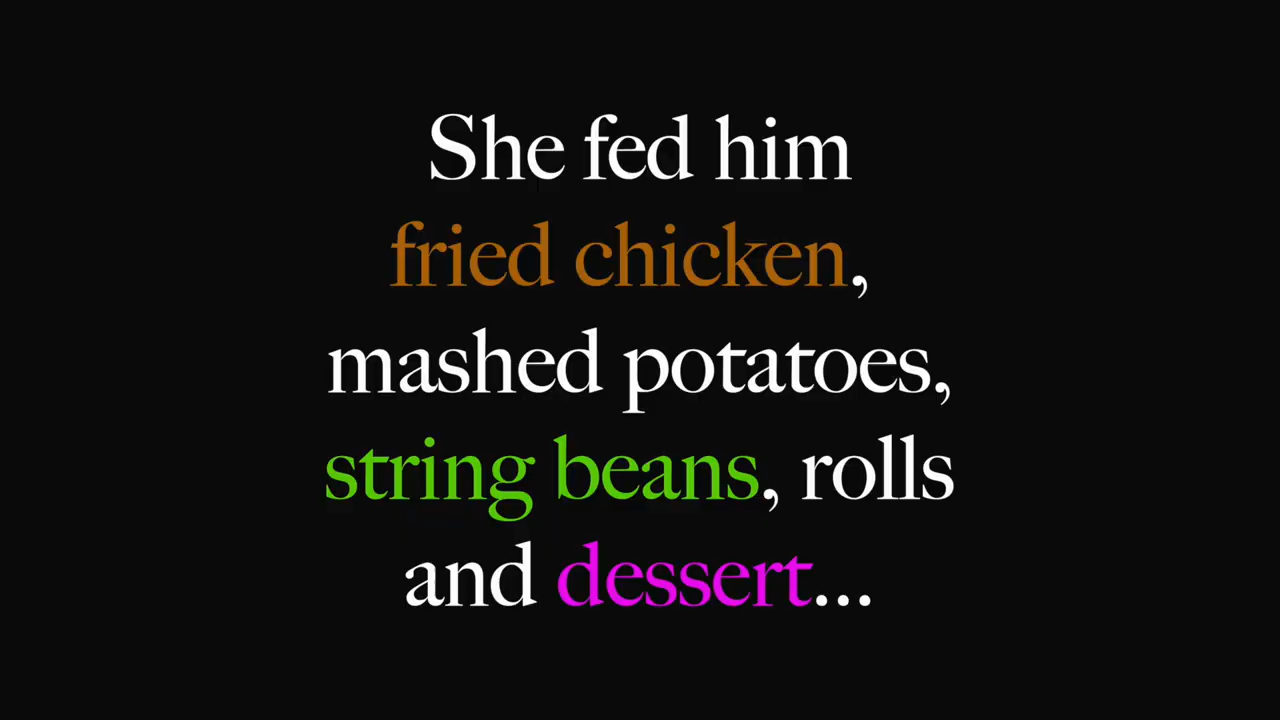 She fed him
fried chicken,
mashed potatoes,
string beans, rolls
and dessert...